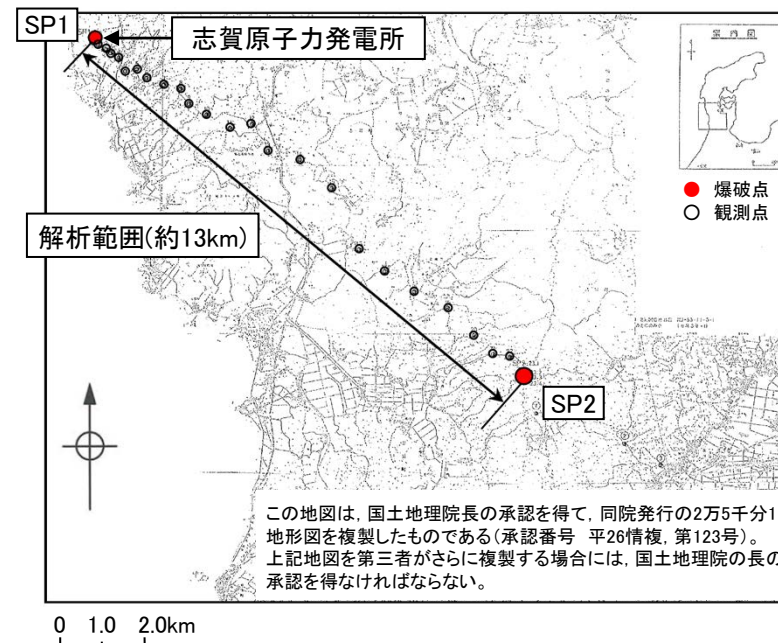 SP1
志賀原子力発電所
案内図
爆破点
観測点
解析範囲(約13km)
SP2
この地図は，国土地理院長の承認を得て，同院発行の2万5千分1
地形図を複製したものである(承認番号 平26情複，第123号)。
上記地図を第三者がさらに複製する場合には，国土地理院の長の
承認を得なければならない。
0 1.0 2.0km